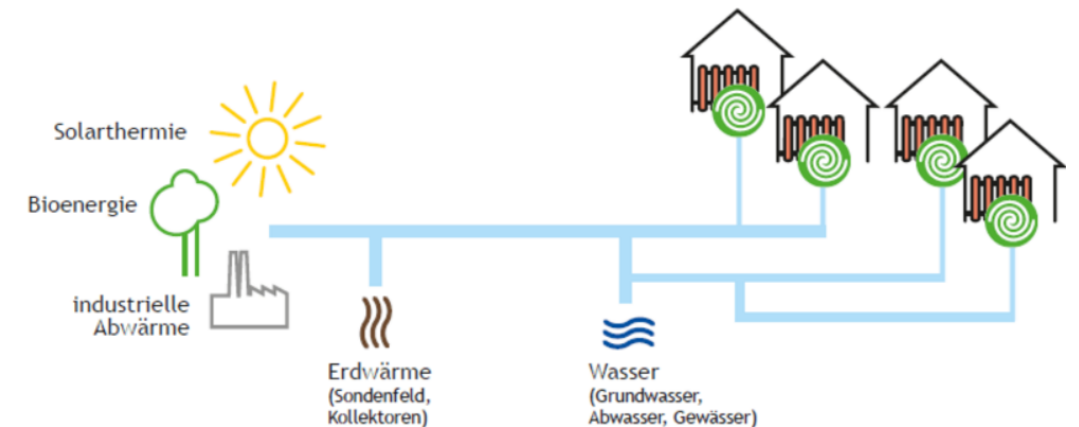 Solarthermie
Bioenergie
industrielle
Abwärme
Erdwärme
(Sondenfeld,
Kollektoren)
Wasser
(Grundwasser,
Abwasser, Gewässer)